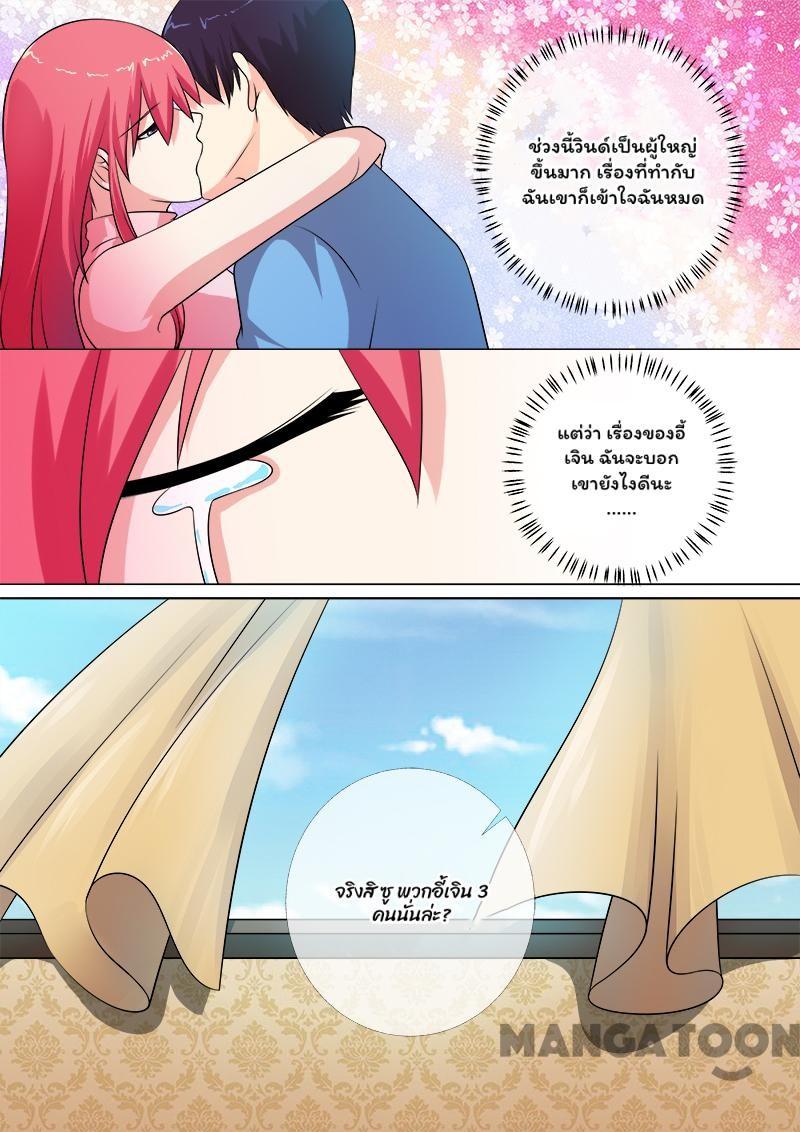 ช่วงนี้วินด์เป็นผู้ใหญ่
ขึ้นมาก เรื่องที่ทำกับ
ฉันเขาก็เข้าใจฉันหมด
แต่ว่า เรื่องของอี้
เจิน ฉันจะบอก
เขายังไงดีนะ
......
จริงสิ ซู พวกอี้เจิน 3
คนนั่นล่ะ?
MANGATOON